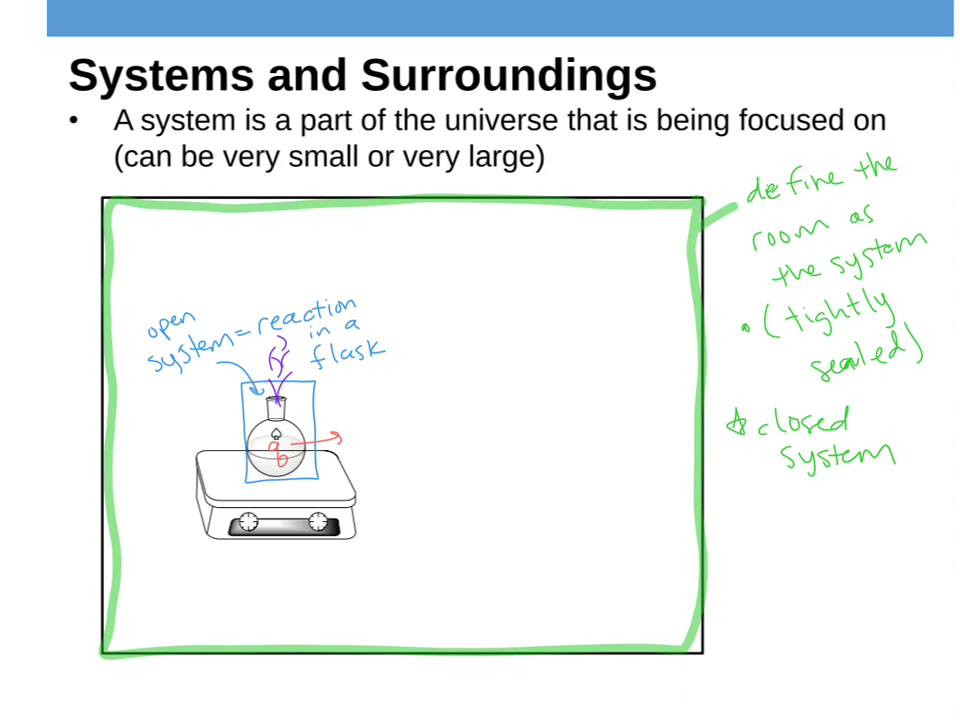 Systems and Surroundings
• A system is a part of the universe that is being focused on
(can be very small or very large)
define the
room as
the system
• (tightly
sealed)
closed
system
open
system = reaction
in a
flask
q